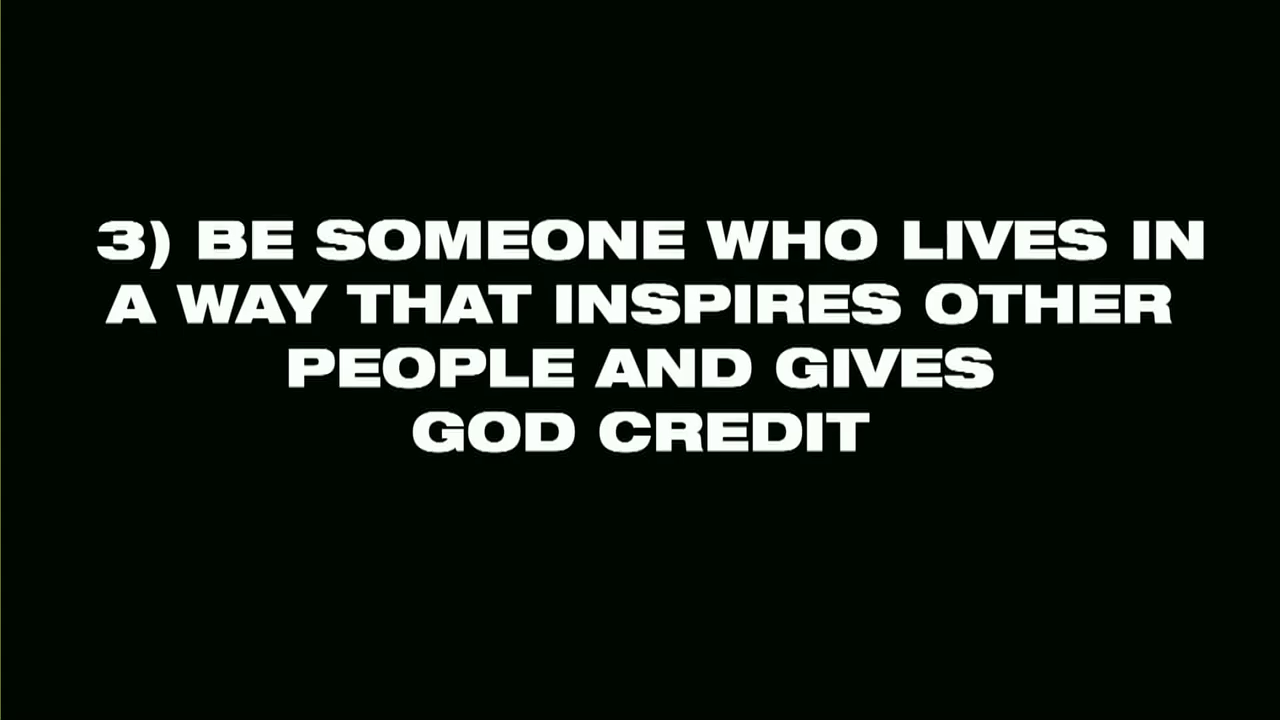 3) BE SOMEONE WHO LIVES IN
A WAY THAT INSPIRES OTHER
PEOPLE AND GIVES
GOD CREDIT